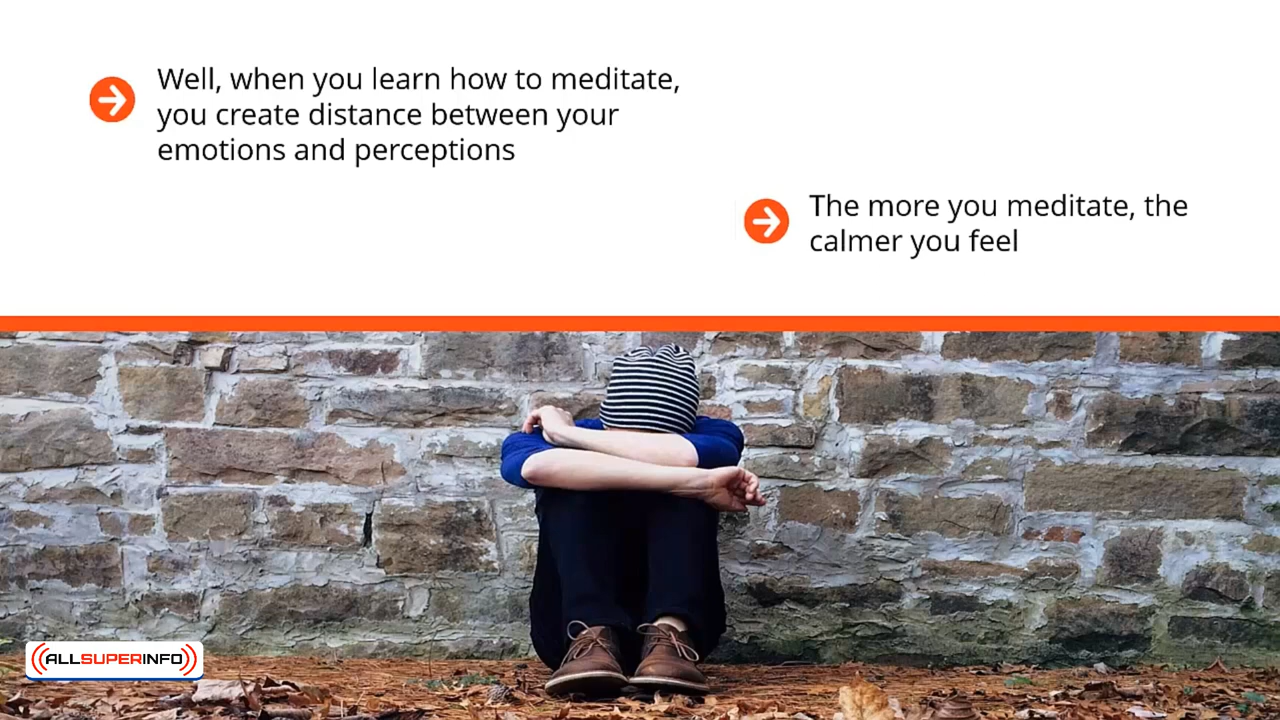 Well, when you learn how to meditate,
you create distance between your
emotions and perceptions
The more you meditate, the
calmer you feel
ALLSUPERINFO